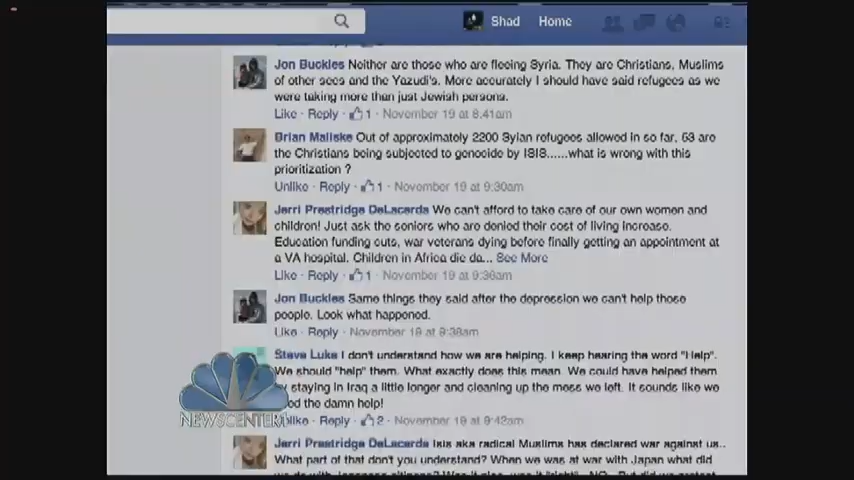 Shad Home
Jon Buckles Neither are those who are fleeing Syria. They are Christians, Muslims
of other secs and the Yazudi's. More accurately I should have said refugees as we
were taking more than just Jewish persons.
Like · Reply · 1 · November 19 at 8:41am
Brian Maliske Out of approximately 2200 Syian refugees allowed in so far, 53 are
the Christians being subjected to genocide by ISIS......what is wrong with this
prioritization ?
Unlike · Reply · 1 · November 19 at 9:30am
Jerri Prestridge DeLacerda We can't afford to take care of our own women and
children! Just ask the seniors who are denied their cost of living increase.
Education funding cuts, war veterans dying before finally getting an appointment at
a VA hospital. Children in Africa die da... See More
Like · Reply · 1 · November 19 at 9:36am
Jon Buckles Same things they said after the depression we can't help those
people. Look what happened.
Like · Reply · November 19 at 9:38am
Steve Luke I don't understand how we are helping. I keep hearing the word "Help".
We should "help" them. What exactly does this mean. We could have helped them
by staying in Iraq a little longer and cleaning up the mess we left. It sounds like we
the damn help!
Unlike · Reply · 2 · November 19 at 9:42am
NEWSCENTER1
Jerri Prestridge DeLacerda Isis aka radical Muslims has declared war against us..
What part of that don't you understand? When we was at war with Japan what did